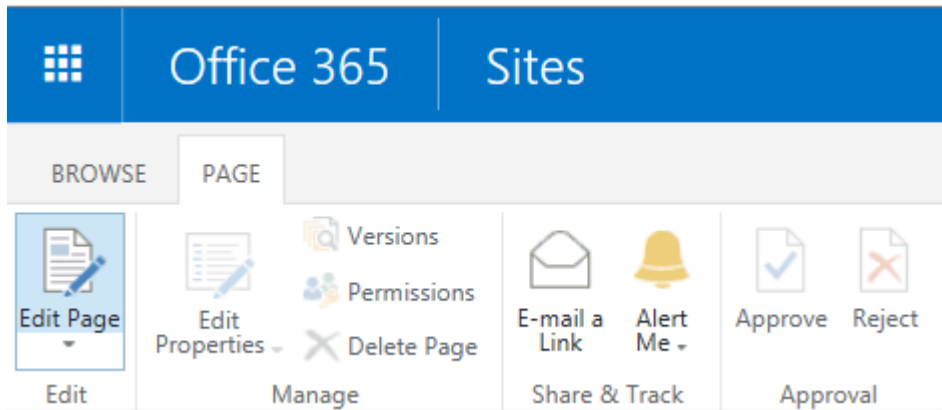 Office 365 Sites
BROWSE PAGE
Edit Page
Edit
Properties
Versions
Permissions
Delete Page
E-mail a
Link
Alert
Me
Approve
Reject
Edit
Manage
Share & Track
Approval